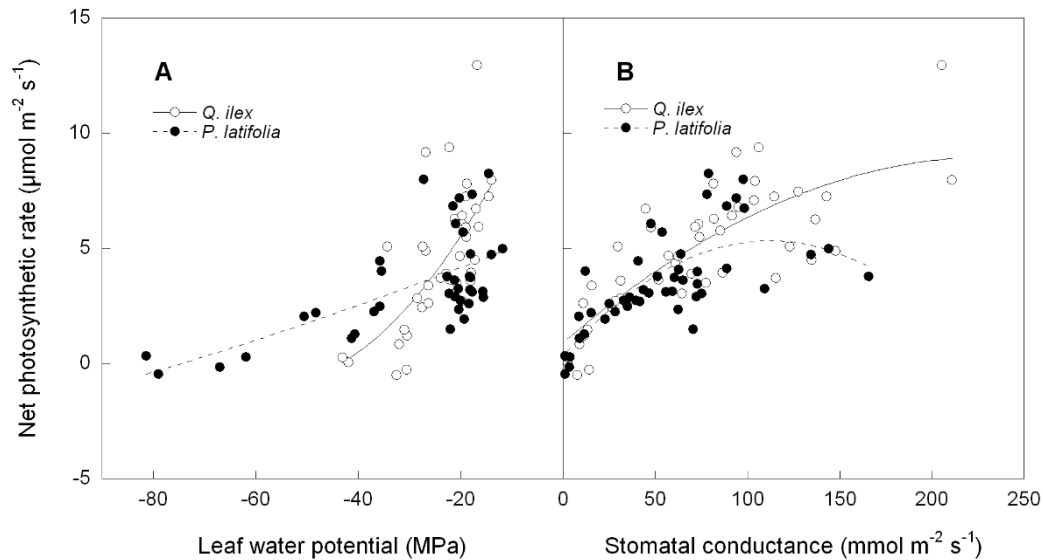 15
10
5
0
-5
Net photosynthetic rate (µmol m⁻² s⁻¹)
A
Q. ilex
P. latifolia
-80
-60
-40
-20
Leaf water potential (MPa)
B
Q. ilex
P. latifolia
0
50
100
150
200
250
Stomatal conductance (mmol m⁻² s⁻¹)